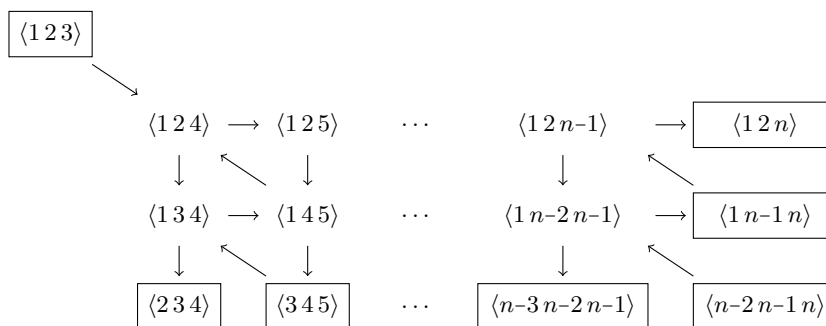 ⟨1 2 3⟩
⟨1 2 4⟩ ⟨1 2 5⟩ ⋯ ⟨1 2 n–1⟩ ⟨1 2 n⟩
⟨1 3 4⟩ ⟨1 4 5⟩ ⋯ ⟨1 n–2 n–1⟩ ⟨1 n–1 n⟩
⟨2 3 4⟩ ⟨3 4 5⟩ ⋯ ⟨n–3 n–2 n–1⟩ ⟨n–2 n–1 n⟩